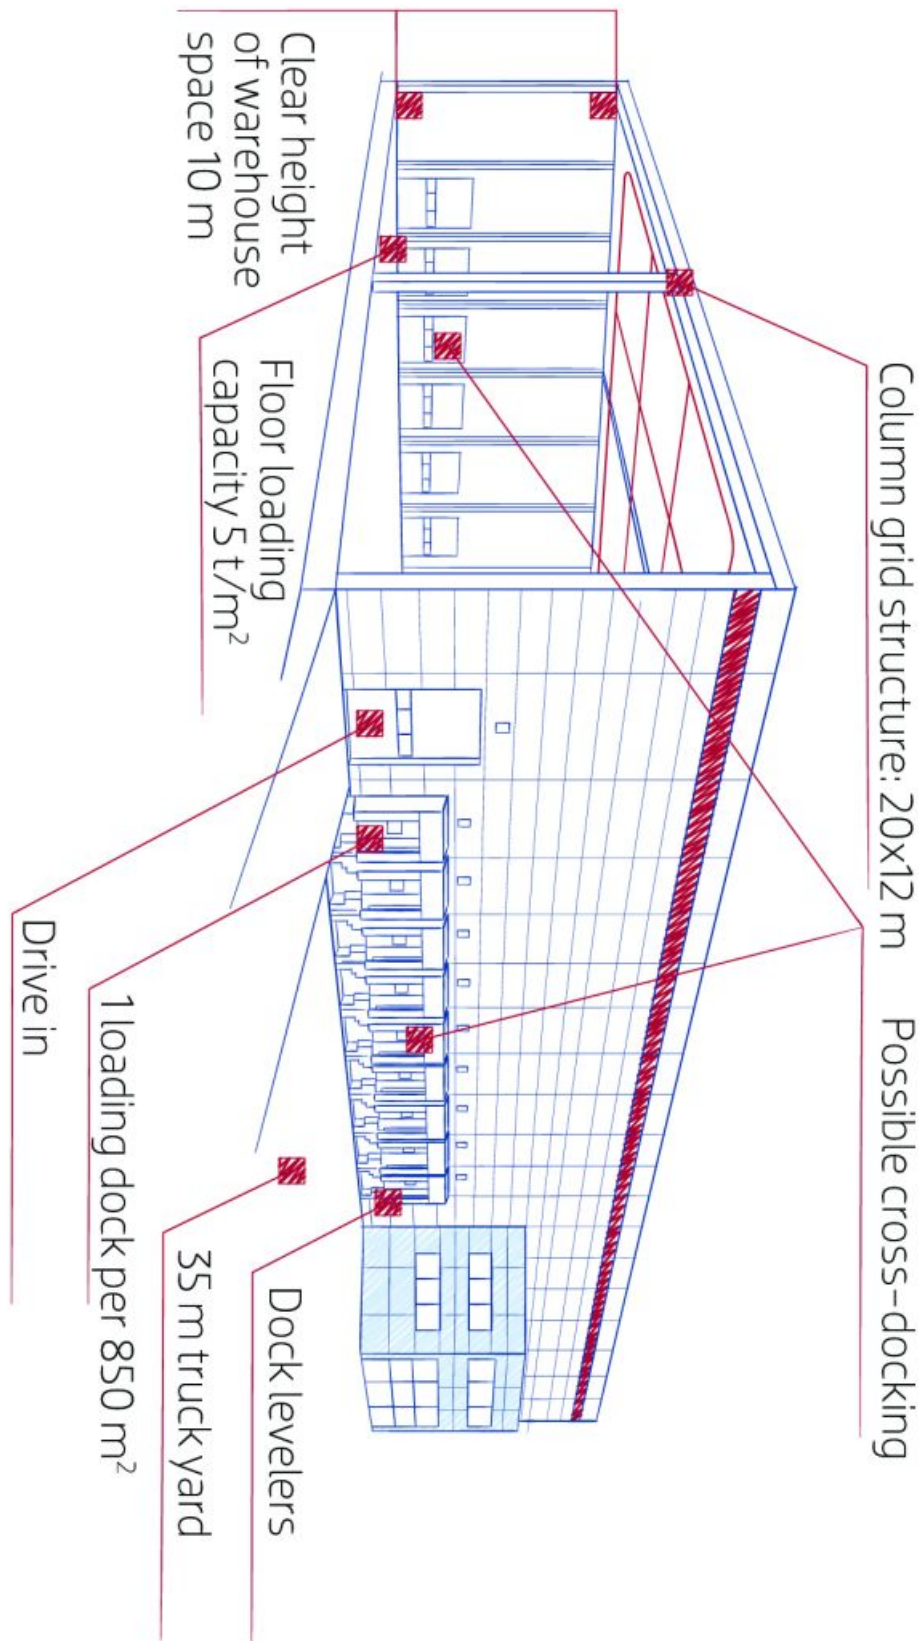 Column grid structure: 20x12 m
Possible cross-docking
Clear height
of warehouse
space 10 m
Floor loading
capacity 5 t/m²
Dock levelers
35 m truck yard
1 loading dock per 850 m²
Drive in